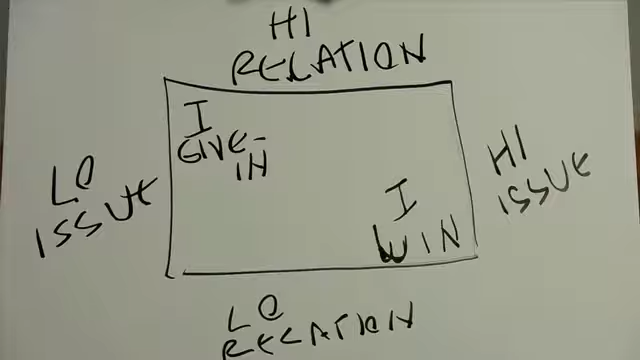 HI
RELATION
I
GIVE-
IN
LO
ISSUE
HI
ISSUE
I
WIN
LO
RELATION